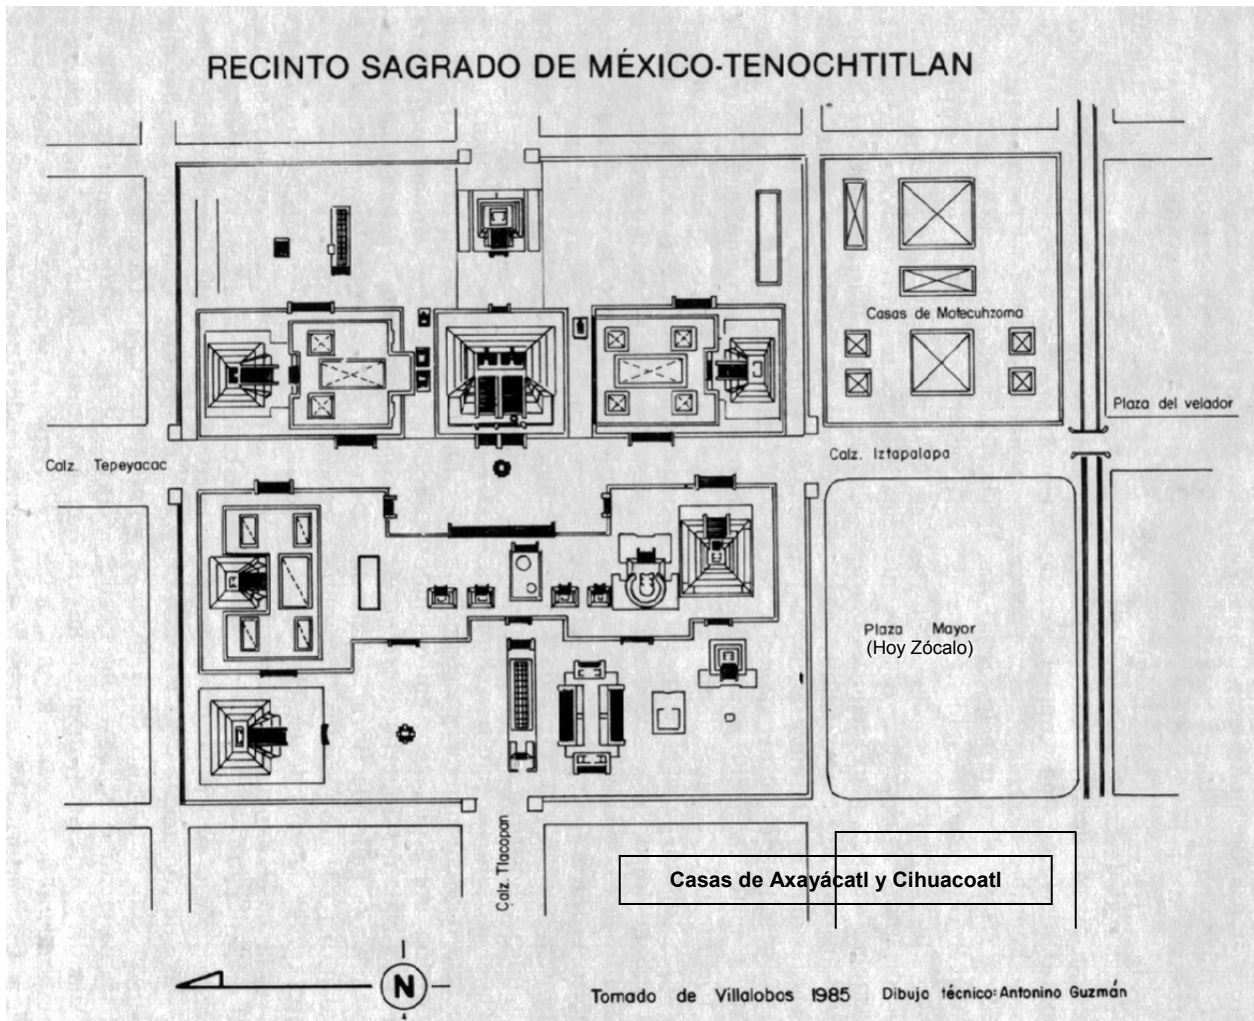 RECINTO SAGRADO DE MÉXICO-TENOCHTITLAN
Casas de Motecuhzoma
Plaza del velador
Calz. Tepeyacac
Calz. Iztapalapa
Plaza Mayor
(Hoy Zócalo)
Calz. Tlacopan
Casas de Axayácatl y Cihuacoatl
N
Tomado de Villalobos 1985 Dibujo técnico: Antonino Guzmán